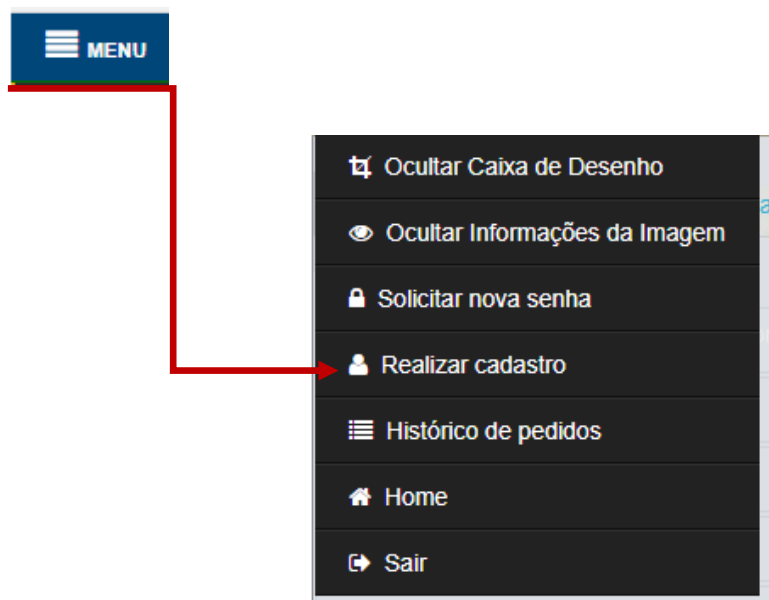 MENU
Ocultar Caixa de Desenho
Ocultar Informações da Imagem
Solicitar nova senha
Realizar cadastro
Histórico de pedidos
Home
Sair